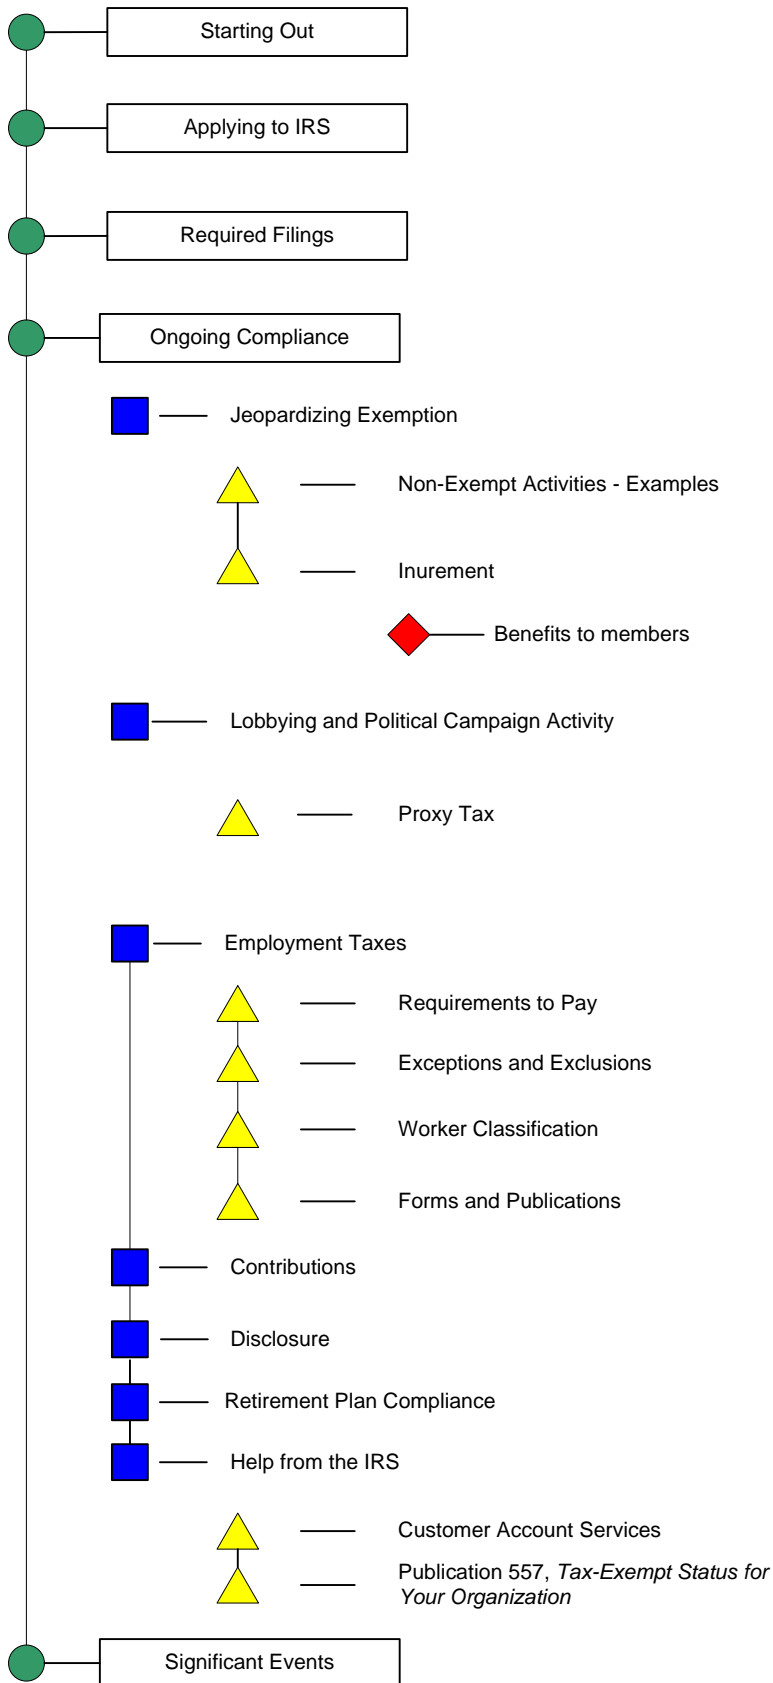 Starting Out
Applying to IRS
Required Filings
Ongoing Compliance
Jeopardizing Exemption
Non-Exempt Activities - Examples
Inurement
Benefits to members
Lobbying and Political Campaign Activity
Proxy Tax
Employment Taxes
Requirements to Pay
Exceptions and Exclusions
Worker Classification
Forms and Publications
Contributions
Disclosure
Retirement Plan Compliance
Help from the IRS
Customer Account Services
Publication 557, Tax-Exempt Status for
Your Organization
Significant Events